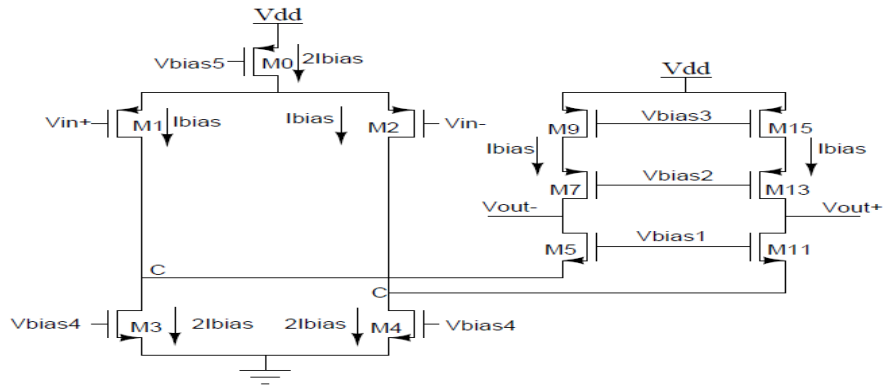 Vdd
Vbias5 M0 2Ibias
Vdd
Vin+ M1 Ibias Ibias M2 Vin-
M9 Vbias3 M15
Ibias Ibias
M7 Vbias2 M13
Vout- Vout+
M5 Vbias1 M11
C
C
Vbias4 M3 2Ibias 2Ibias M4 Vbias4